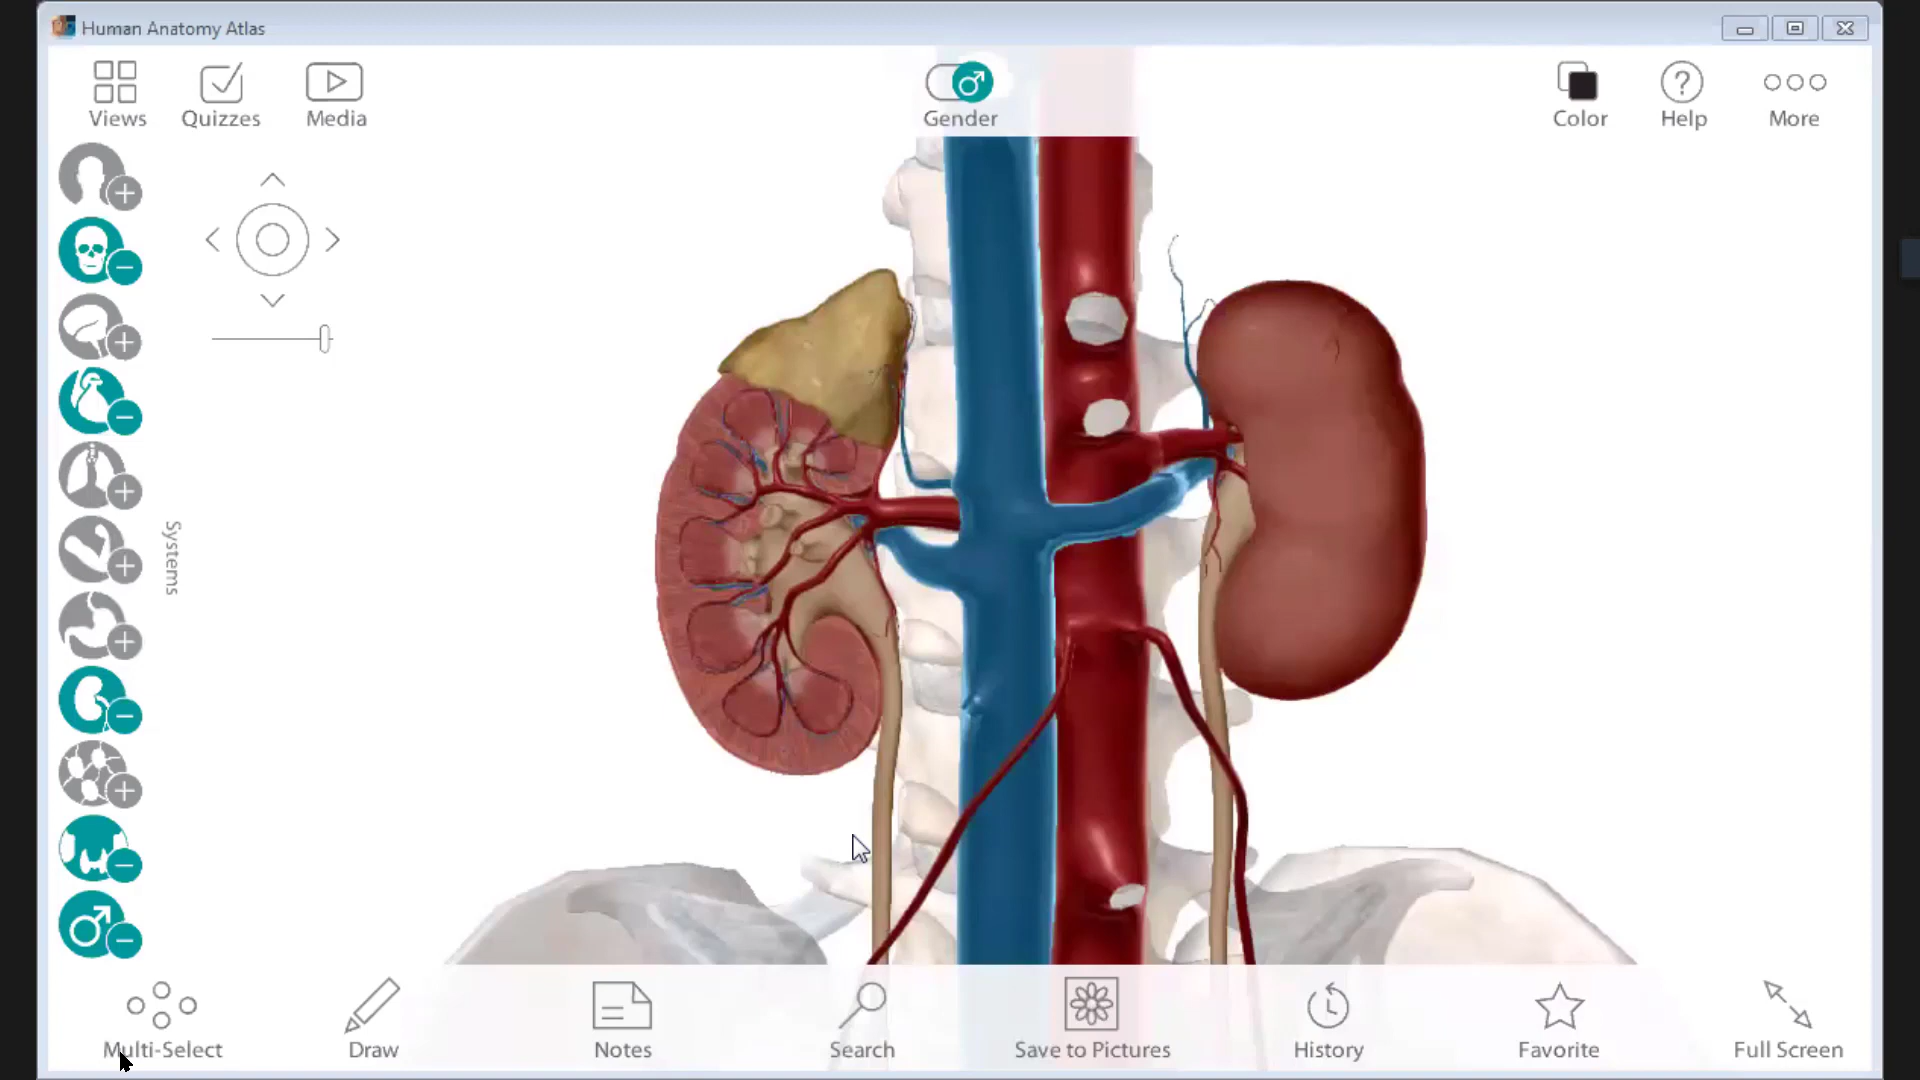 Human Anatomy Atlas
Views
Quizzes
Media
Gender
Color
Help
More
Systems
Multi-Select
Draw
Notes
Search
Save to Pictures
History
Favorite
Full Screen